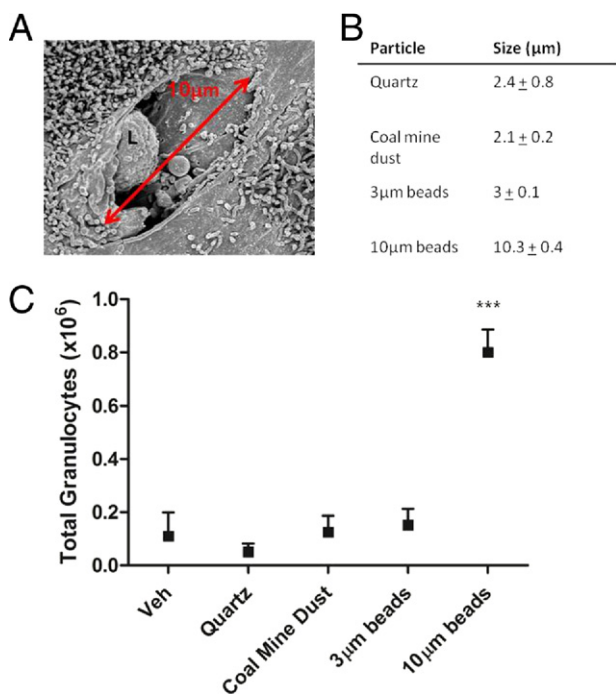 A
10µm
L
B
Particle Size (µm)
Quartz 2.4 ± 0.8
Coal mine
dust 2.1 ± 0.2
3µm beads 3 ± 0.1
10µm beads 10.3 ± 0.4
C
***
Total Granulocytes (x10⁶)
1.0
0.8
0.6
0.4
0.2
0.0
Veh
Quartz
Coal Mine Dust
3µm beads
10µm beads